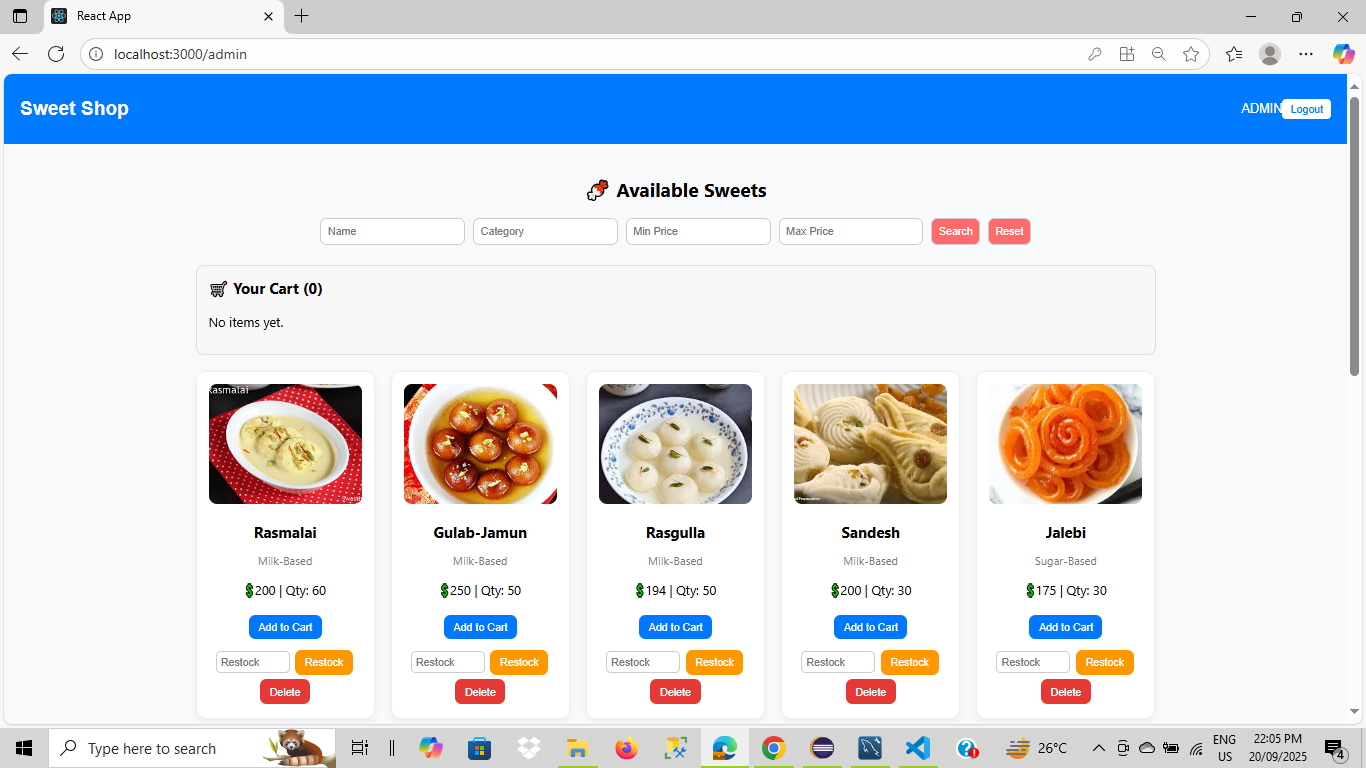 React App
localhost:3000/admin
Sweet Shop
ADMIN Logout
Available Sweets
Name Category Min Price Max Price Search Reset
Your Cart (0)
No items yet.
Rasmalai
Rasmalai Gulab-Jamun Rasgulla Sandesh Jalebi
Milk-Based Milk-Based Milk-Based Milk-Based Sugar-Based
💲200 | Qty: 60 💲250 | Qty: 50 💲194 | Qty: 50 💲200 | Qty: 30 💲175 | Qty: 30
Add to Cart Add to Cart Add to Cart Add to Cart Add to Cart
Restock Restock Restock Restock Restock Restock Restock Restock Restock Restock
Delete Delete Delete Delete Delete
Type here to search
26°C
ENG
US
22:05 PM
20/09/2025
4